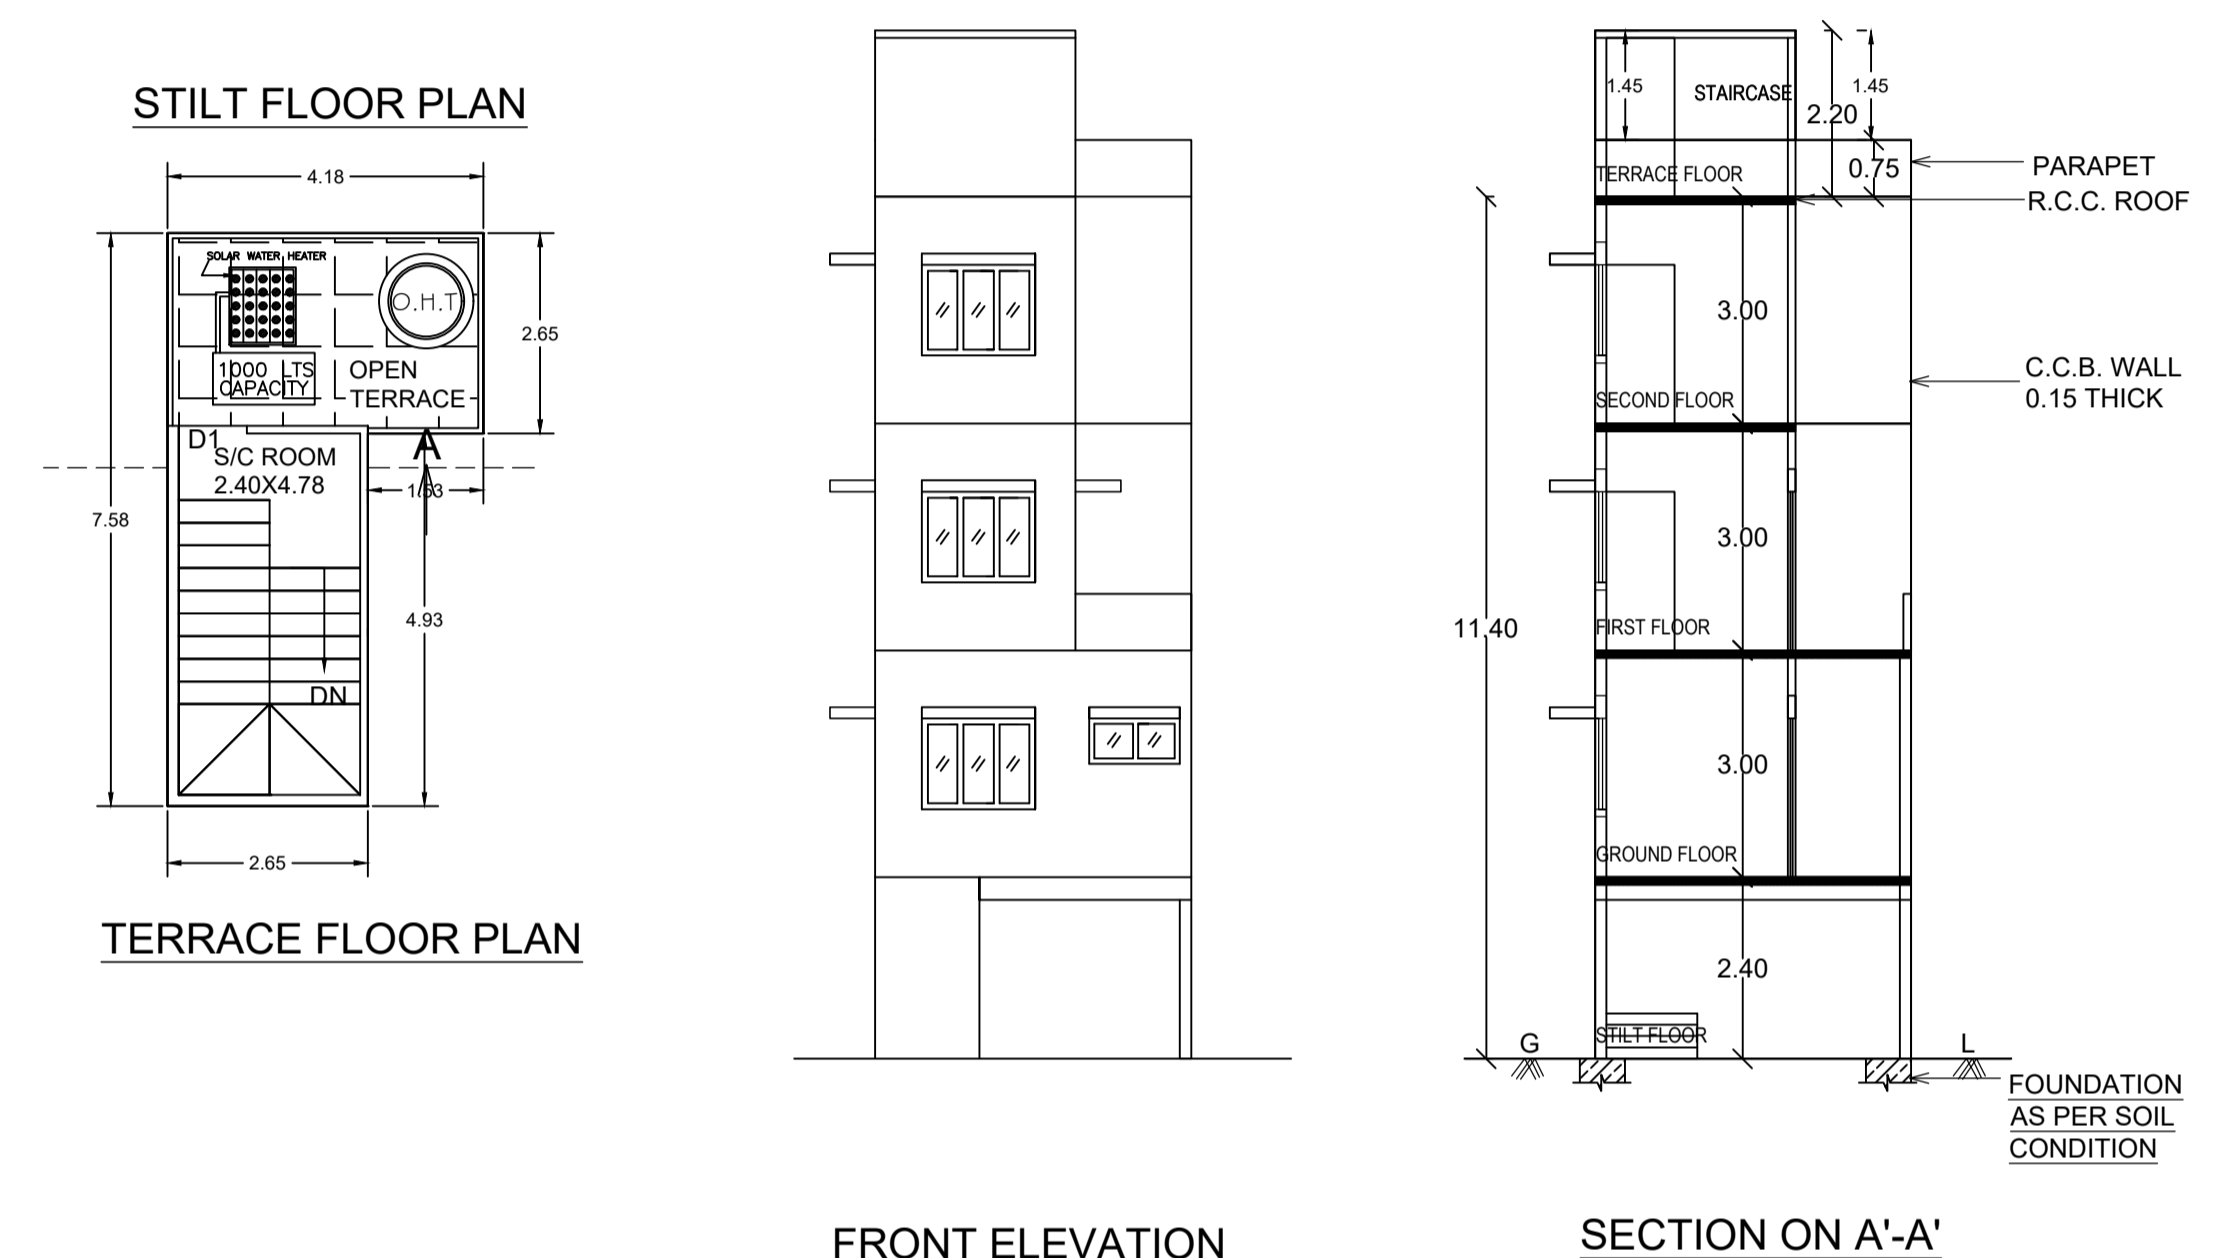 STILT FLOOR PLAN
4.18
SOLAR WATER HEATER
O.H.T
2.65
1000 LTS
CAPACITY
OPEN
TERRACE
D1
A
S/C ROOM
2.40X4.78
1.53
7.58
4.93
DN
2.65
TERRACE FLOOR PLAN
FRONT ELEVATION
1.45
STAIRCASE
1.45
2.20
TERRACE FLOOR
0.75
PARAPET
R.C.C. ROOF
3.00
C.C.B. WALL
0.15 THICK
SECOND FLOOR
3.00
11.40
FIRST FLOOR
3.00
GROUND FLOOR
2.40
STILT FLOOR
G
L
FOUNDATION
AS PER SOIL
CONDITION
SECTION ON A'-A'